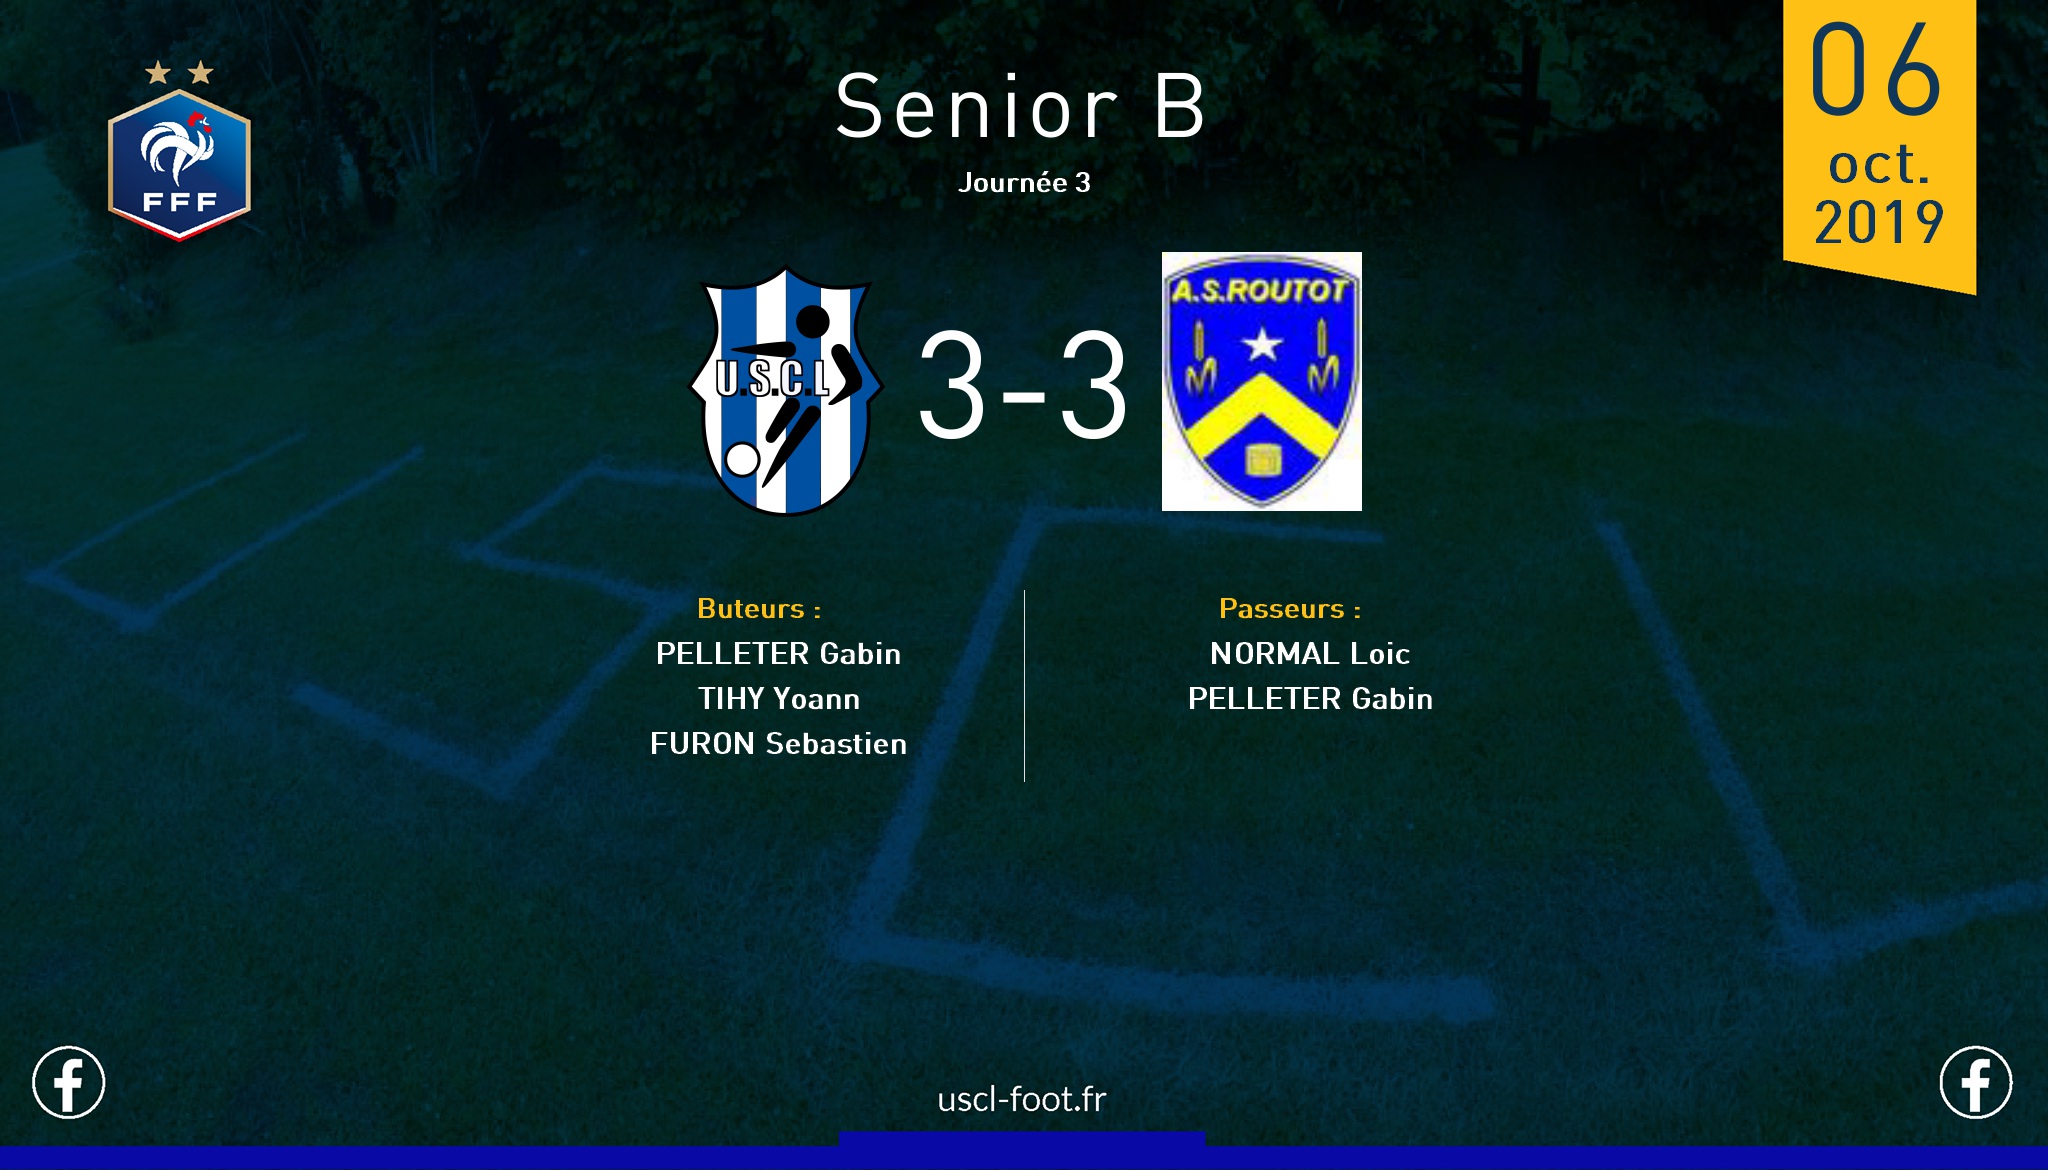 Senior B
Journée 3
06
oct.
2019
FFF
U.S.C.L
3-3
A.S.ROUTOT
Buteurs :
PELLETER Gabin
TIHY Yoann
FURON Sebastien
Passeurs :
NORMAL Loic
PELLETER Gabin
USCL
uscl-foot.fr